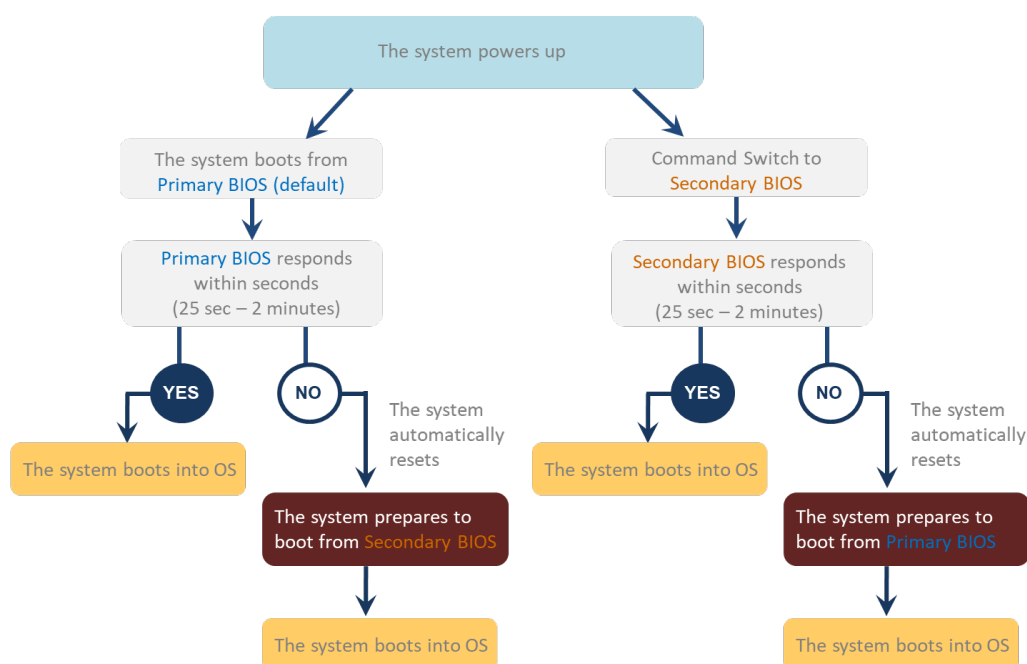 The system powers up
The system boots from
Primary BIOS (default)
Command Switch to
Secondary BIOS
Primary BIOS responds
within seconds
(25 sec – 2 minutes)
Secondary BIOS responds
within seconds
(25 sec – 2 minutes)
YES
NO
YES
NO
The system
automatically
resets
The system
automatically
resets
The system boots into OS
The system boots into OS
The system prepares to
boot from Secondary BIOS
The system prepares to
boot from Primary BIOS
The system boots into OS
The system boots into OS